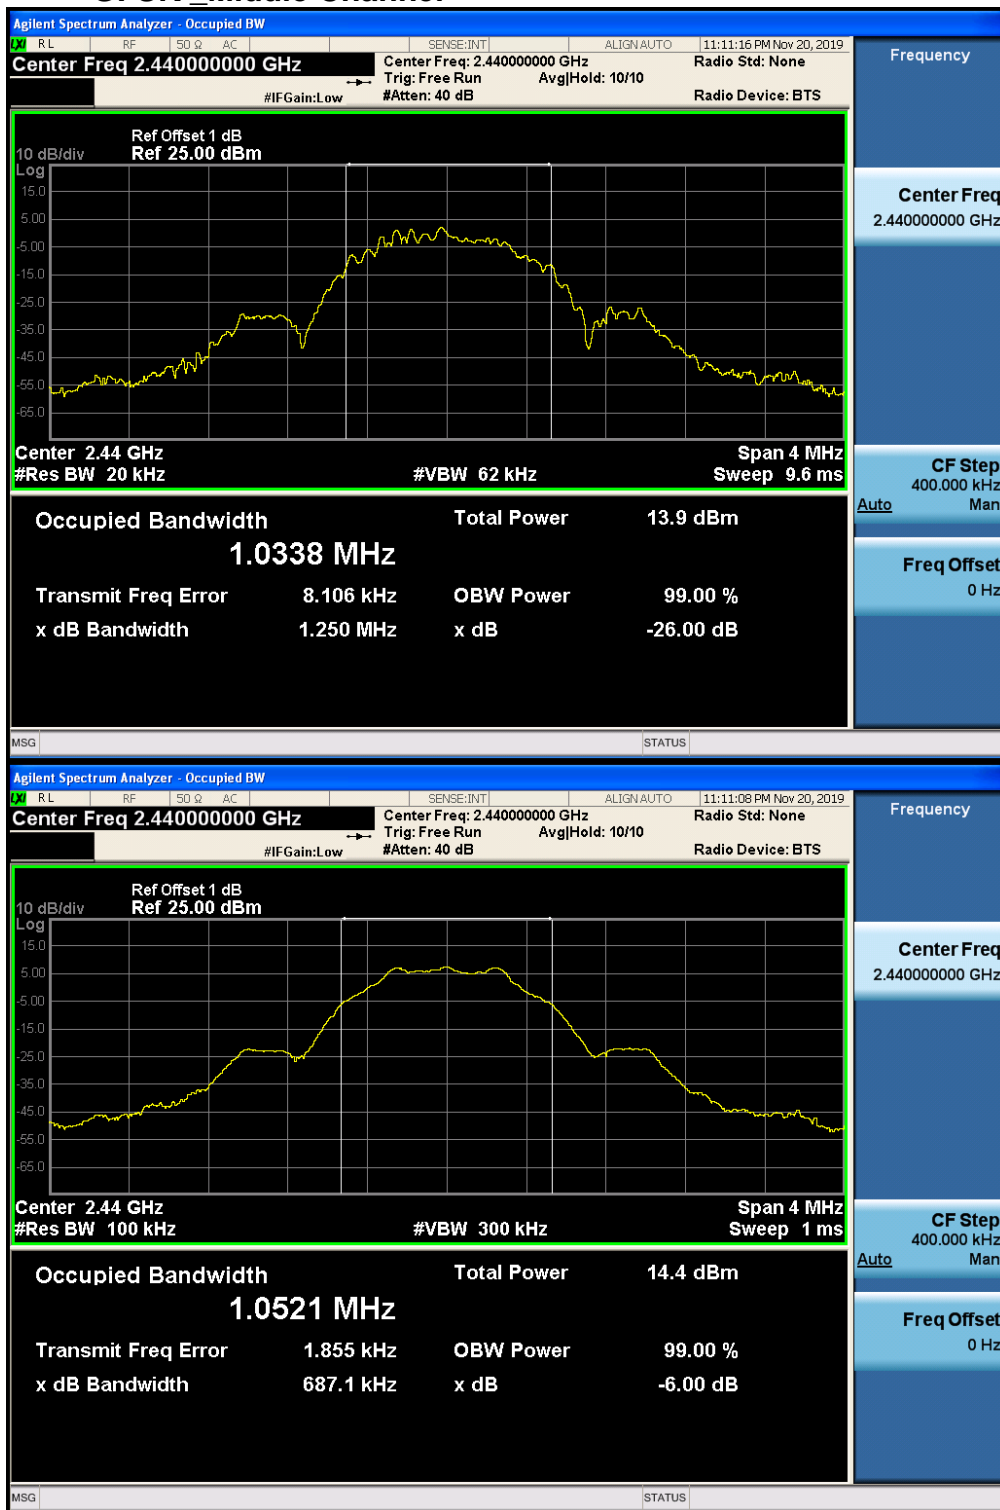 Agilent Spectrum Analyzer - Occupied BW
LXI RL RF 50 Ω AC SENSE:INT ALIGN AUTO 11:11:16 PM Nov 20, 2019
Center Freq 2.440000000 GHz
Center Freq: 2.440000000 GHz
Radio Std: None
Trig: Free Run Avg|Hold: 10/10
#IFGain:Low #Atten: 40 dB Radio Device: BTS
Ref Offset 1 dB
10 dB/div Ref 25.00 dBm
Log
15.0
5.00
-5.00
-15.0
-25.0
-35.0
-45.0
-55.0
-65.0
Center 2.44 GHz Span 4 MHz
#Res BW 20 kHz #VBW 62 kHz Sweep 9.6 ms
Occupied Bandwidth Total Power 13.9 dBm
1.0338 MHz
Transmit Freq Error 8.106 kHz OBW Power 99.00 %
x dB Bandwidth 1.250 MHz x dB -26.00 dB
MSG STATUS
Frequency
Center Freq
2.440000000 GHz
CF Step
400.000 kHz
Auto Man
Freq Offset
0 Hz
Agilent Spectrum Analyzer - Occupied BW
LXI RL RF 50 Ω AC SENSE:INT ALIGN AUTO 11:11:08 PM Nov 20, 2019
Center Freq 2.440000000 GHz
Center Freq: 2.440000000 GHz
Radio Std: None
Trig: Free Run Avg|Hold: 10/10
#IFGain:Low #Atten: 40 dB Radio Device: BTS
Ref Offset 1 dB
10 dB/div Ref 25.00 dBm
Log
15.0
5.00
-5.00
-15.0
-25.0
-35.0
-45.0
-55.0
-65.0
Center 2.44 GHz Span 4 MHz
#Res BW 100 kHz #VBW 300 kHz Sweep 1 ms
Occupied Bandwidth Total Power 14.4 dBm
1.0521 MHz
Transmit Freq Error 1.855 kHz OBW Power 99.00 %
x dB Bandwidth 687.1 kHz x dB -6.00 dB
MSG STATUS
Frequency
Center Freq
2.440000000 GHz
CF Step
400.000 kHz
Auto Man
Freq Offset
0 Hz